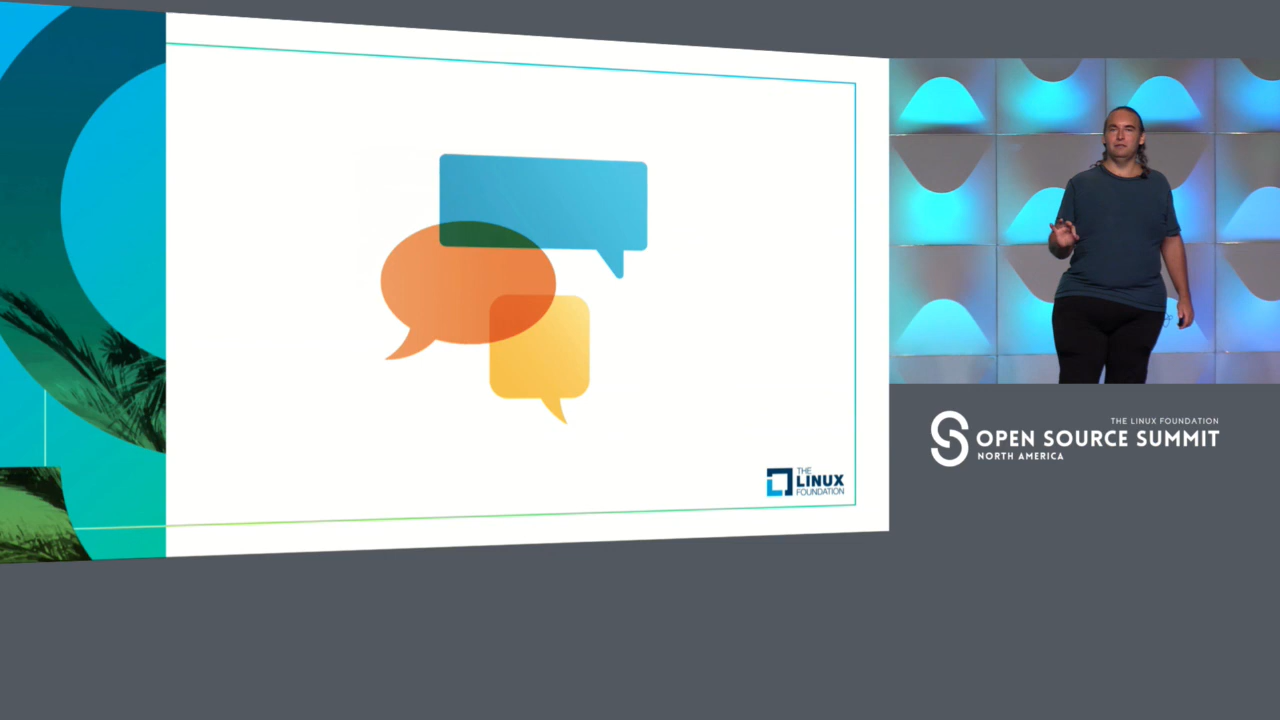 THE
LINUX
FOUNDATION
THE LINUX FOUNDATION
OPEN SOURCE SUMMIT
NORTH AMERICA